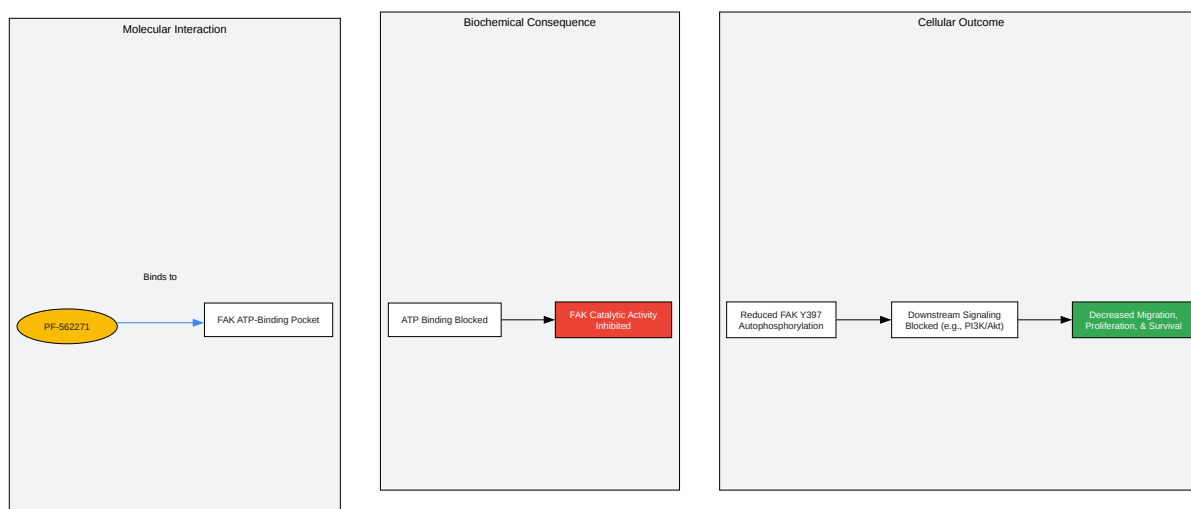 Molecular Interaction
Binds to
PF-562271
FAK ATP-Binding Pocket
Biochemical Consequence
ATP Binding Blocked
FAK Catalytic Activity
Inhibited
Cellular Outcome
Reduced FAK Y397
Autophosphorylation
Downstream Signaling
Blocked (e.g., PI3K/Akt)
Decreased Migration,
Proliferation, & Survival